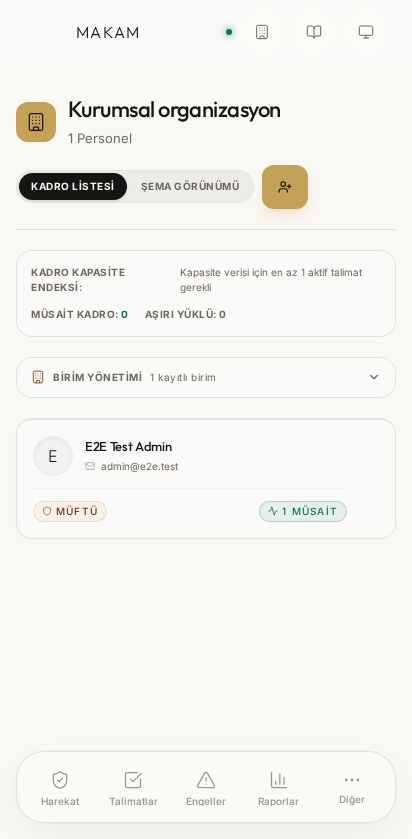 MAKAM
Kurumsal organizasyon
1 Personel
KADRO LİSTESİ
ŞEMA GÖRÜNÜMÜ
KADRO KAPASİTE
ENDEKSİ:
Kapasite verisi için en az 1 aktif talimat
gerekli
MÜSAİT KADRO: 0
AŞIRI YÜKLÜ: 0
BİRİM YÖNETİMİ 1 kayıtlı birim
E
E2E Test Admin
admin@e2e.test
MÜFTÜ
1 MÜSAİT
Harekat
Talimatlar
Engeller
Raporlar
Diğer